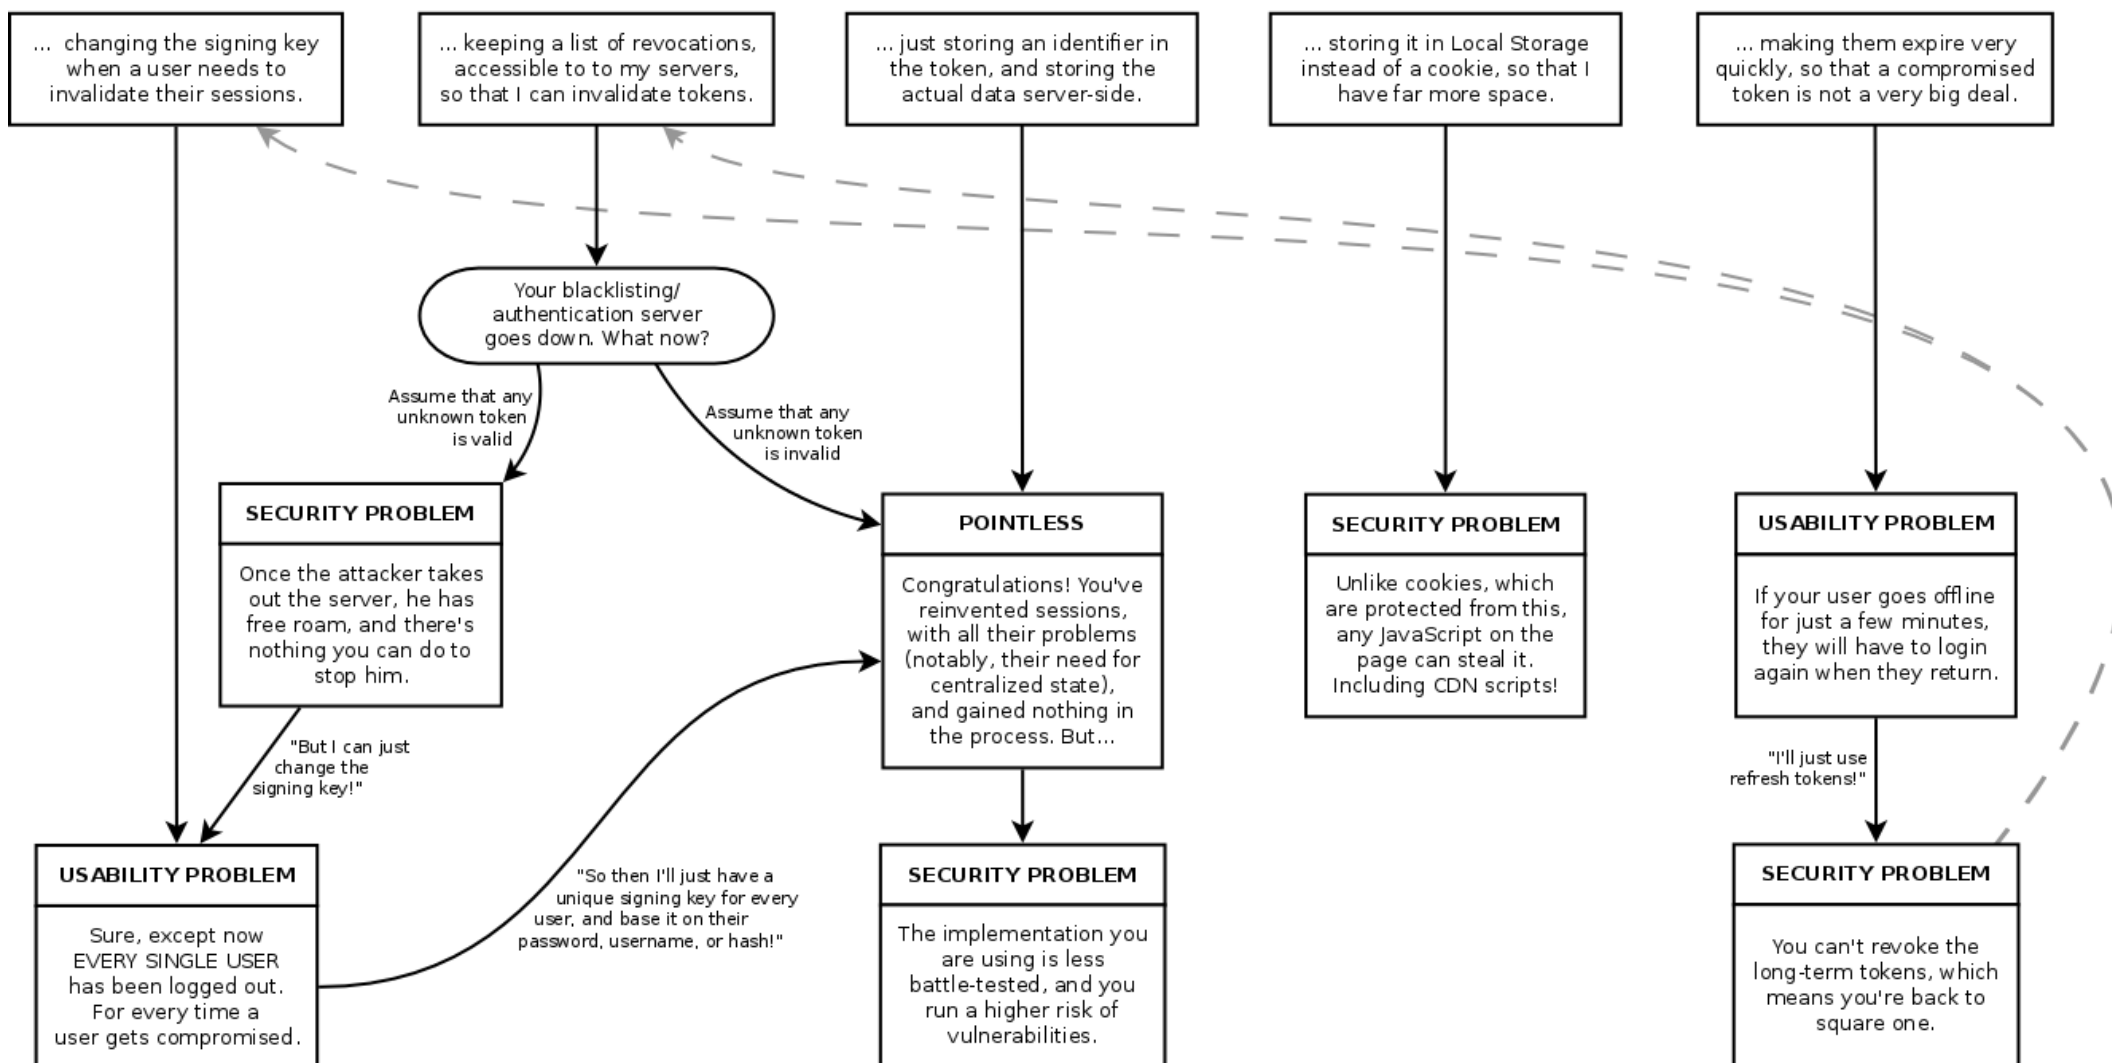 ... changing the signing key
when a user needs to
invalidate their sessions.
... keeping a list of revocations,
accessible to to my servers,
so that I can invalidate tokens.
... just storing an identifier in
the token, and storing the
actual data server-side.
... storing it in Local Storage
instead of a cookie, so that I
have far more space.
... making them expire very
quickly, so that a compromised
token is not a very big deal.
Your blacklisting/
authentication server
goes down. What now?
Assume that any
unknown token
is valid
Assume that any
unknown token
is invalid
SECURITY PROBLEM
Once the attacker takes
out the server, he has
free roam, and there's
nothing you can do to
stop him.
POINTLESS
Congratulations! You've
reinvented sessions,
with all their problems
(notably, their need for
centralized state),
and gained nothing in
the process. But...
SECURITY PROBLEM
Unlike cookies, which
are protected from this,
any JavaScript on the
page can steal it.
Including CDN scripts!
USABILITY PROBLEM
If your user goes offline
for just a few minutes,
they will have to login
again when they return.
"But I can just
change the
signing key!"
"I'll just use
refresh tokens!"
USABILITY PROBLEM
Sure, except now
EVERY SINGLE USER
has been logged out.
For every time a
user gets compromised.
"So then I'll just have a
unique signing key for every
user, and base it on their
password, username, or hash!"
SECURITY PROBLEM
The implementation you
are using is less
battle-tested, and you
run a higher risk of
vulnerabilities.
SECURITY PROBLEM
You can't revoke the
long-term tokens, which
means you're back to
square one.